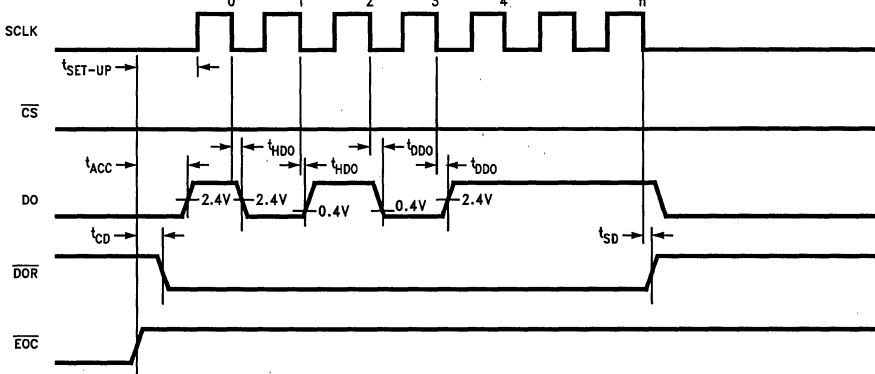 0 1 2 3 4 n
SCLK
tSET-UP
CS
tHDO tDDO
tACC tHDO tDDO
DO 2.4V 2.4V 0.4V 0.4V 2.4V
tCD tSD
DOR
EOC